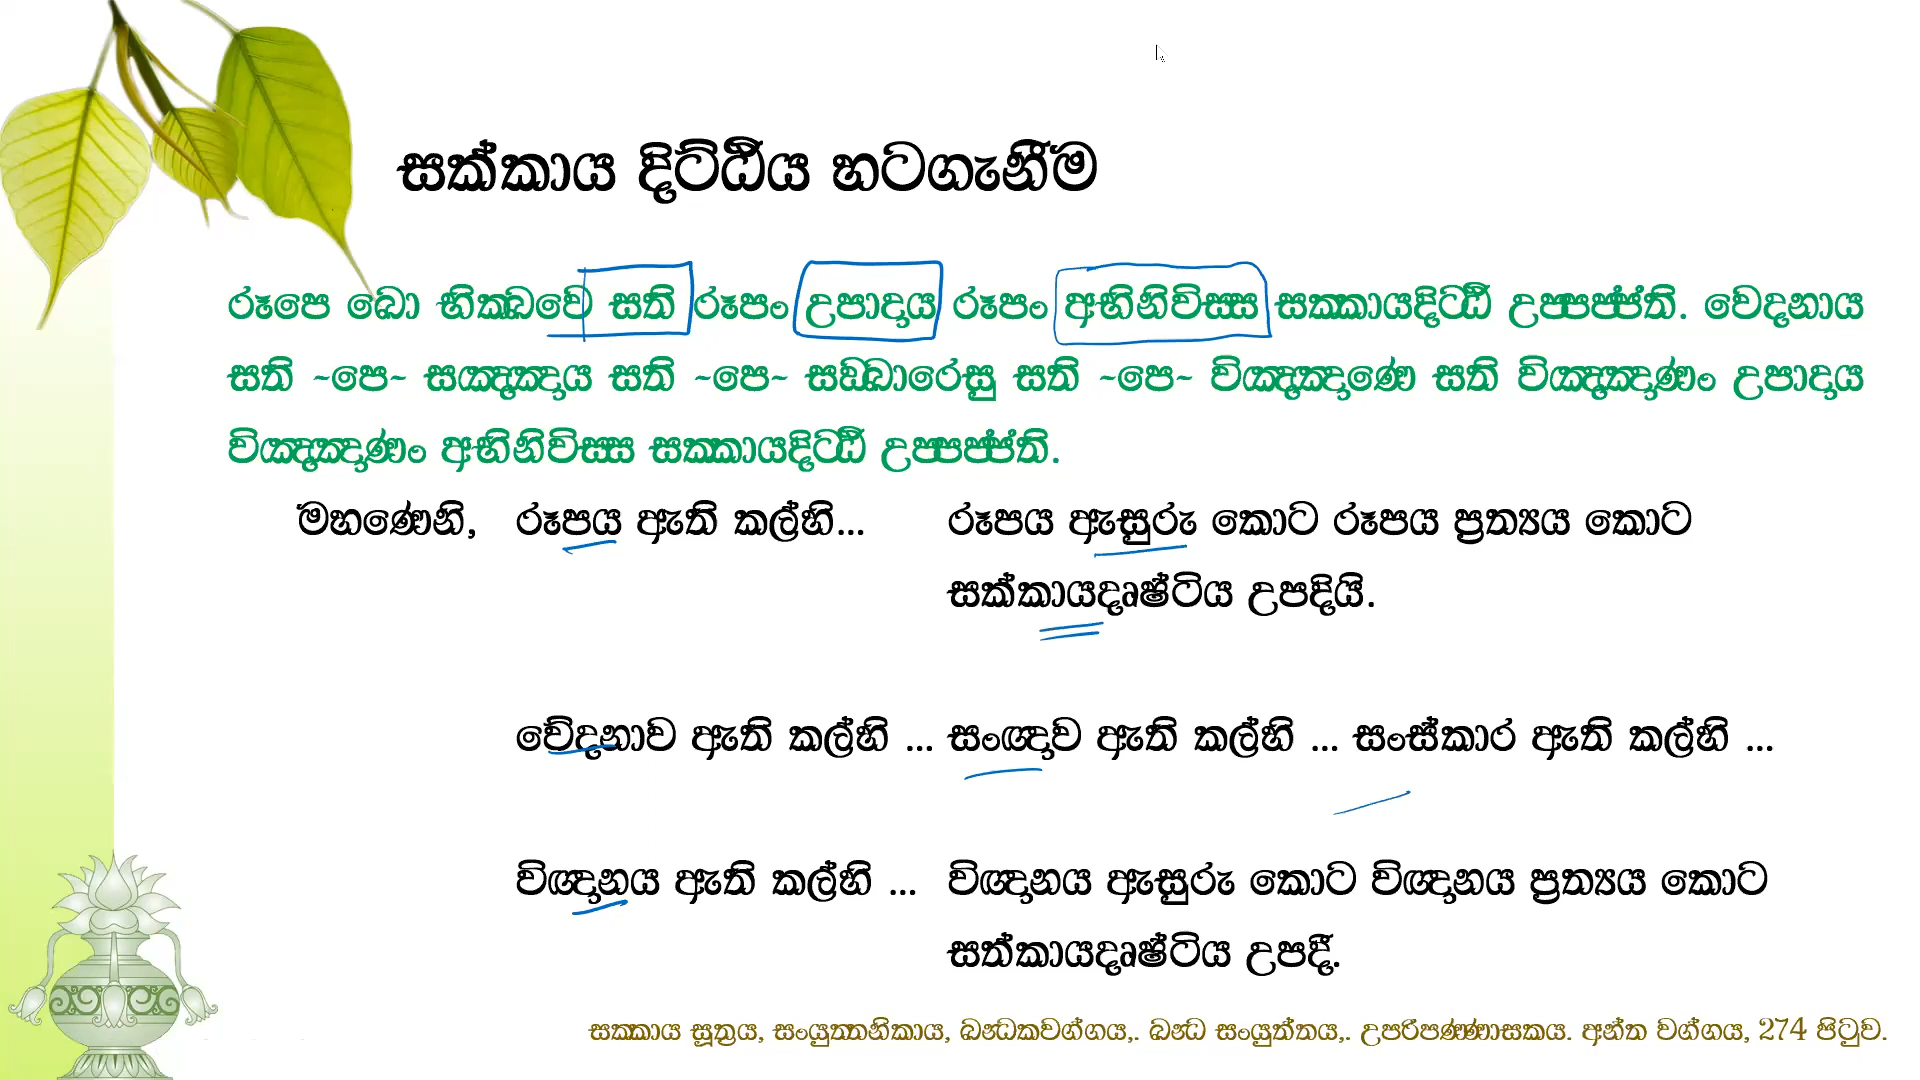 සක්කාය දිට්ඨිය හටගැනීම
රූපෙ ඛො භික්ඛවෙ සති රූපං උපාදාය රූපං අභිනිවිස්ස සක්කායදිට්ඨි උප්පජ්ජති. වෙදනාය
සති ~පෙ~ සඤ්ඤාය සති ~පෙ~ සඞ්ඛාරෙසු සති ~පෙ~ විඤ්ඤාණෙ සති විඤ්ඤාණං උපාදාය
විඤ්ඤාණං අභිනිවිස්ස සක්කායදිට්ඨි උප්පජ්ජති.
මහණෙනි, රූපය ඇති කල්හි... රූපය ඇසුරු කොට රූපය ප්‍රත්‍යය කොට
සක්කායදෘෂ්ටිය උපදියි.
වේදනාව ඇති කල්හි ... සංඥාව ඇති කල්හි ... සංස්කාර ඇති කල්හි ...
විඥානය ඇති කල්හි ... විඥානය ඇසුරු කොට විඥානය ප්‍රත්‍යය කොට
සත්කායදෘෂ්ටිය උපදී.
සක්කාය සූත්‍රය, සංයුත්තනිකාය, ඛන්ධකවග්ගය,. ඛන්ධ සංයුත්තය,. උපරිපණ්ණාසකය. අන්ත වග්ගය, 274 පිටුව.